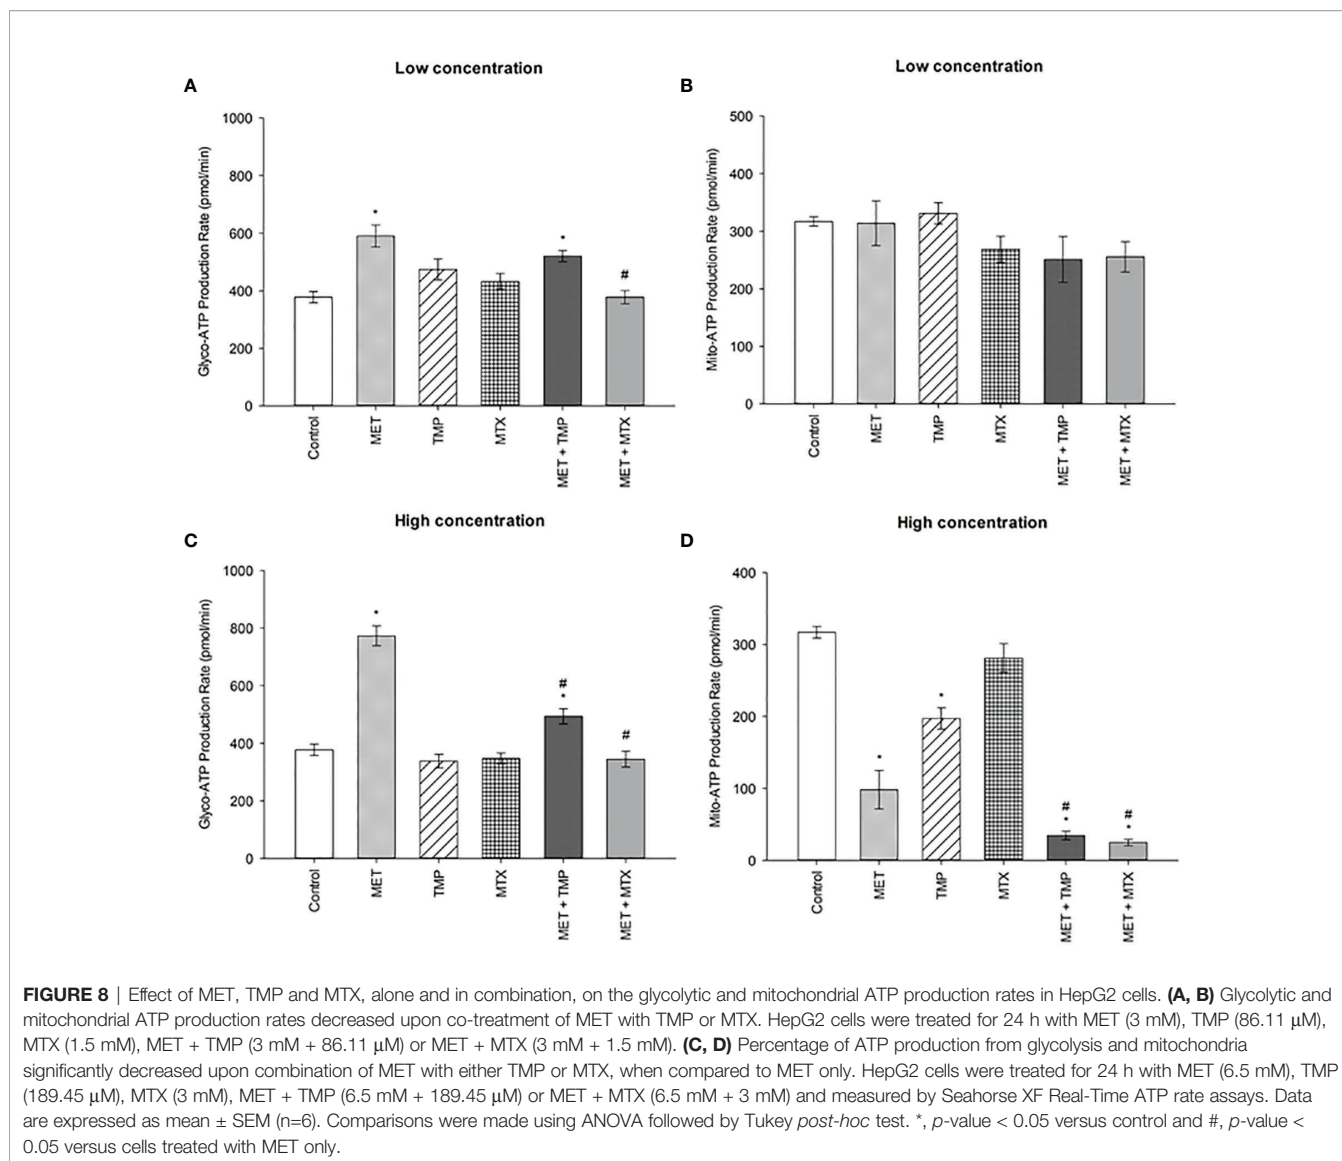 Low concentration
A
1000
800
600
400
200
0
Glyco-ATP Production Rate (pmol/min)
*
*
#
Control
MET
TMP
MTX
MET + TMP
MET + MTX
Low concentration
B
500
400
300
200
100
0
Mito-ATP Production Rate (pmol/min)
Control
MET
TMP
MTX
MET + TMP
MET + MTX
High concentration
C
1000
800
600
400
200
0
Glyco-ATP Production Rate (pmol/min)
*
#
*
#
Control
MET
TMP
MTX
MET + TMP
MET + MTX
High concentration
D
400
300
200
100
0
Mito-ATP Production Rate (pmol/min)
*
*
#
*
#
*
Control
MET
TMP
MTX
MET + TMP
MET + MTX
FIGURE 8 | Effect of MET, TMP and MTX, alone and in combination, on the glycolytic and mitochondrial ATP production rates in HepG2 cells. (A, B) Glycolytic and
mitochondrial ATP production rates decreased upon co-treatment of MET with TMP or MTX. HepG2 cells were treated for 24 h with MET (3 mM), TMP (86.11 μM),
MTX (1.5 mM), MET + TMP (3 mM + 86.11 μM) or MET + MTX (3 mM + 1.5 mM). (C, D) Percentage of ATP production from glycolysis and mitochondria
significantly decreased upon combination of MET with either TMP or MTX, when compared to MET only. HepG2 cells were treated for 24 h with MET (6.5 mM), TMP
(189.45 μM), MTX (3 mM), MET + TMP (6.5 mM + 189.45 μM) or MET + MTX (6.5 mM + 3 mM) and measured by Seahorse XF Real-Time ATP rate assays. Data
are expressed as mean ± SEM (n=6). Comparisons were made using ANOVA followed by Tukey post-hoc test. *, p-value < 0.05 versus control and #, p-value <
0.05 versus cells treated with MET only.